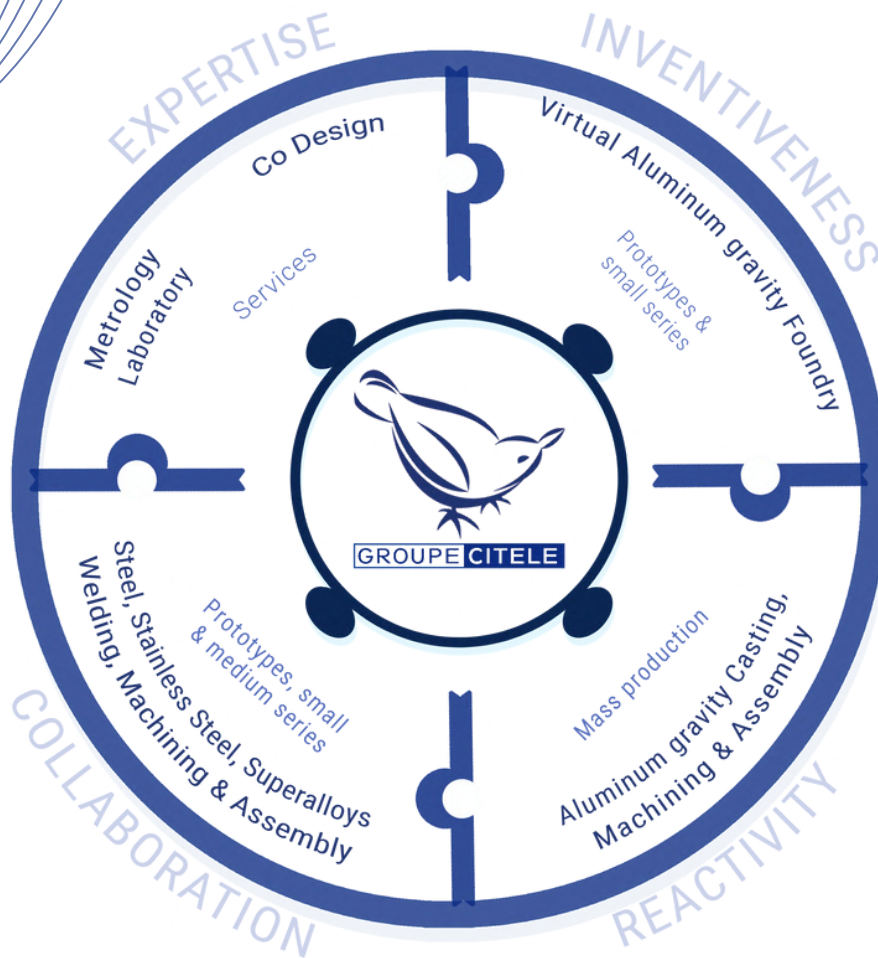 EXPERTISE
INVENTIVENESS
Co Design
Metrology
Laboratory
Services
Virtual Aluminum gravity Foundry
Prototypes &
small series
GROUPE CITELE
Steel, Stainless Steel, Superalloys
Welding, Machining & Assembly
Prototypes, small
& medium series
Mass production
Aluminum gravity Casting,
Machining & Assembly
COLLABORATION
REACTIVITY